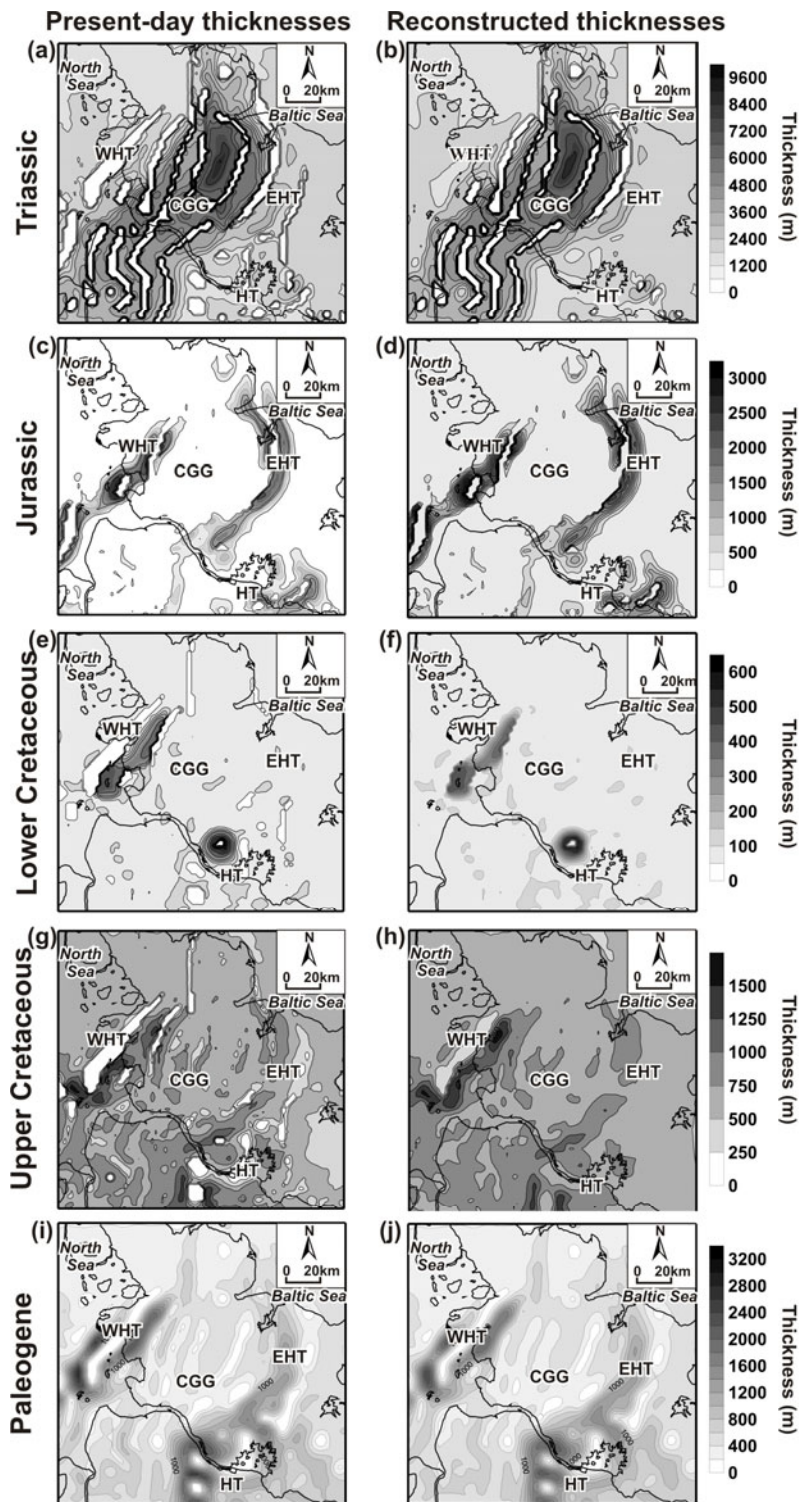 Present-day thicknesses
Reconstructed thicknesses
Triassic
(a)
North
Sea
N
0 20km
Baltic Sea
WHT
CGG
EHT
HT
(b)
North
Sea
N
0 20km
Baltic Sea
WHT
CGG
EHT
HT
9600
8400
7200
6000
4800
3600
2400
1200
0
Thickness (m)
Jurassic
(c)
North
Sea
N
0 20km
Baltic Sea
WHT
CGG
EHT
HT
(d)
North
Sea
N
0 20km
Baltic Sea
WHT
CGG
EHT
HT
3000
2500
2000
1500
1000
500
0
Thickness (m)
Lower Cretaceous
(e)
North
Sea
N
0 20km
Baltic Sea
WHT
CGG
EHT
HT
(f)
North
Sea
N
0 20km
Baltic Sea
WHT
CGG
EHT
HT
600
500
400
300
200
100
0
Thickness (m)
Upper Cretaceous
(g)
North
Sea
N
0 20km
Baltic Sea
WHT
CGG
EHT
HT
(h)
North
Sea
N
0 20km
Baltic Sea
WHT
CGG
EHT
HT
1500
1250
1000
750
500
250
0
Thickness (m)
Paleogene
(i)
North
Sea
N
0 20km
Baltic Sea
WHT
1000
EHT
CGG
1000
1000
HT
(j)
North
Sea
N
0 20km
Baltic Sea
WHT
1000
EHT
CGG
1000
1000
HT
3200
2800
2400
2000
1600
1200
800
400
0
Thickness (m)